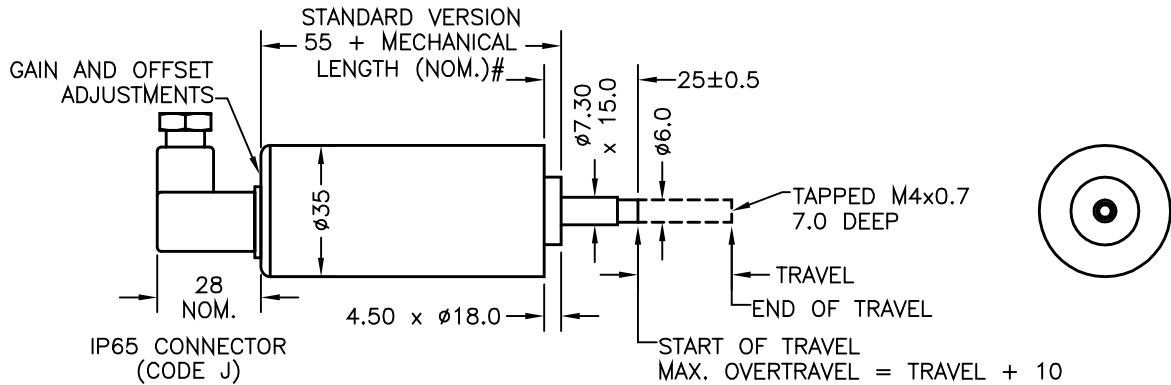 STANDARD VERSION
55 + MECHANICAL
LENGTH (NOM.)#
GAIN AND OFFSET
ADJUSTMENTS
25±0.5
ø7.30
x 15.0
ø6.0
ø35
TAPPED M4x0.7
7.0 DEEP
TRAVEL
END OF TRAVEL
28
NOM.
4.50 x ø18.0
IP65 CONNECTOR
(CODE J)
START OF TRAVEL
MAX. OVERTRAVEL = TRAVEL + 10